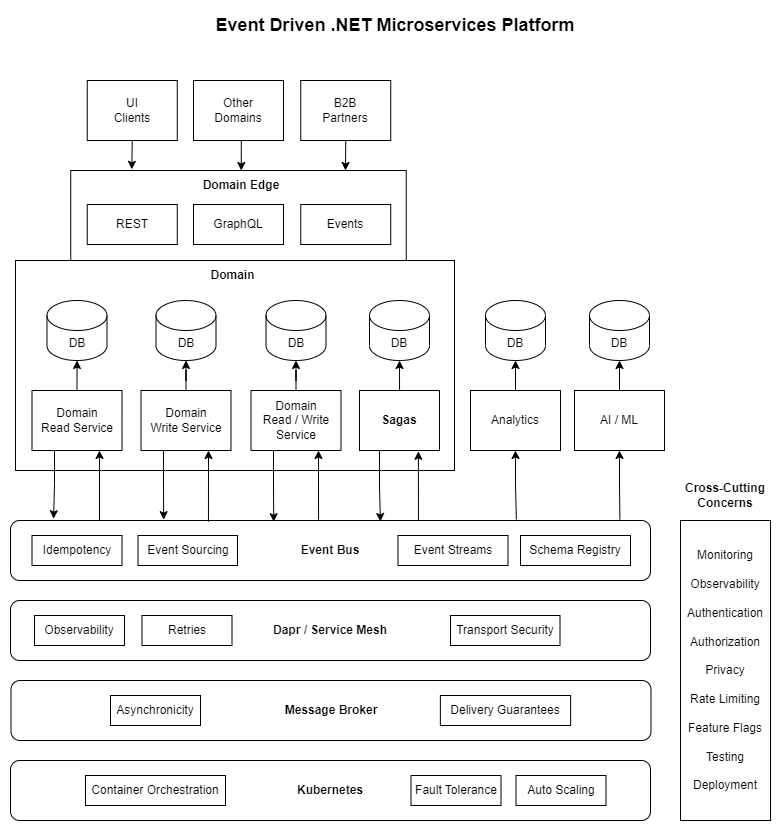 Event Driven .NET Microservices Platform
UI
Clients
Other
Domains
B2B
Partners
Domain Edge
REST
GraphQL
Events
Domain
DB
DB
DB
DB
DB
DB
Domain
Read Service
Domain
Write Service
Domain
Read / Write
Service
Sagas
Analytics
AI / ML
Idempotency
Event Sourcing
Event Bus
Event Streams
Schema Registry
Observability
Retries
Dapr / Service Mesh
Transport Security
Asynchronicity
Message Broker
Delivery Guarantees
Container Orchestration
Kubernetes
Fault Tolerance
Auto Scaling
Cross-Cutting
Concerns
Monitoring
Observability
Authentication
Authorization
Privacy
Rate Limiting
Feature Flags
Testing
Deployment